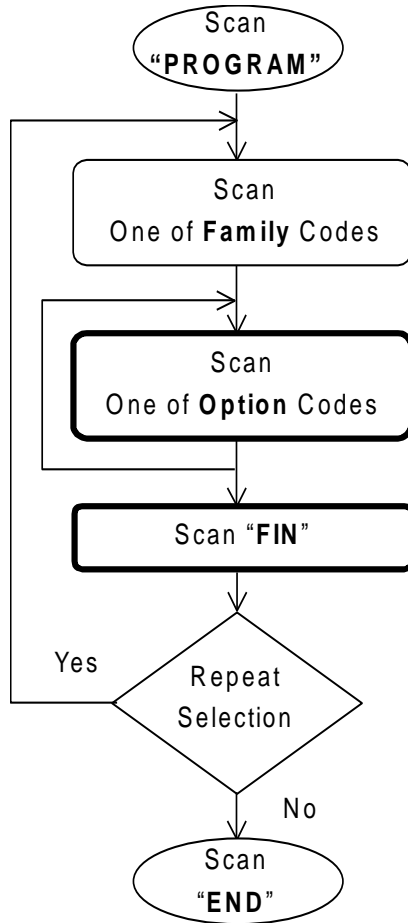 Scan
“PROGRAM”
Scan
One of Family Codes
Scan
One of Option Codes
Scan “FIN”
Yes
Repeat
Selection
No
Scan
“END”